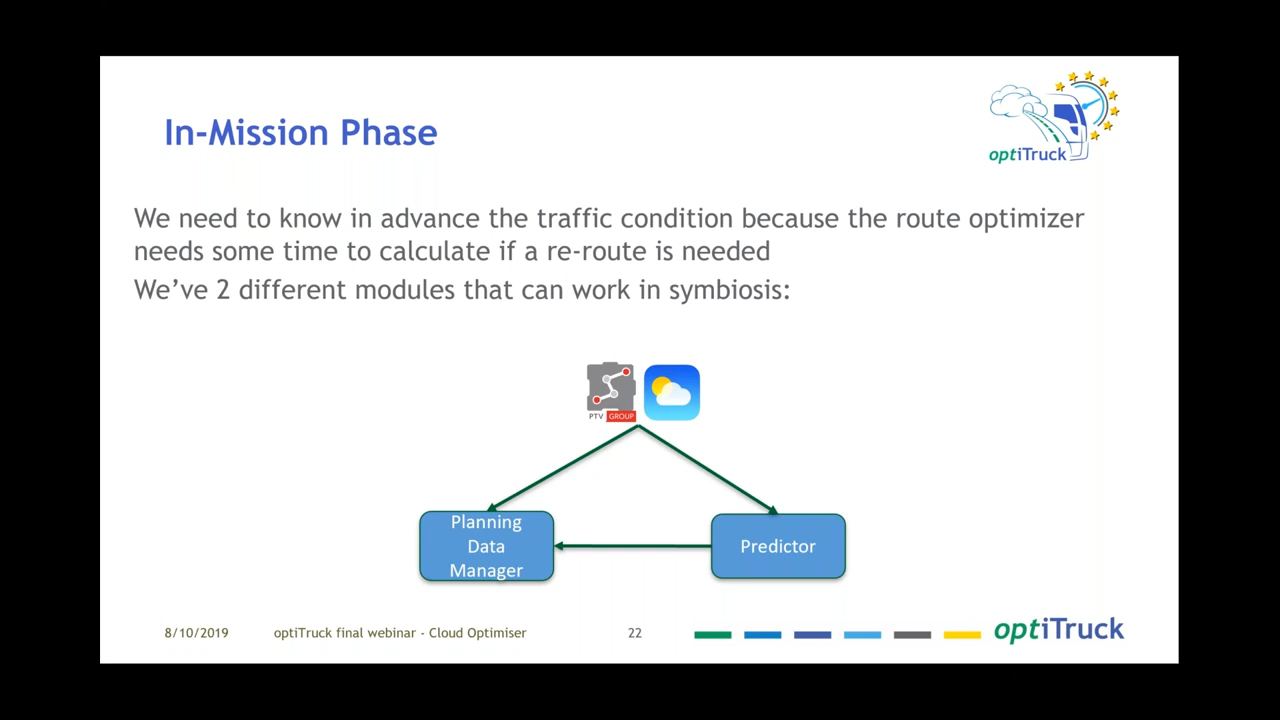 In-Mission Phase
optiTruck
We need to know in advance the traffic condition because the route optimizer
needs some time to calculate if a re-route is needed
We’ve 2 different modules that can work in symbiosis:
PTV GROUP
Planning
Data
Manager
Predictor
8/10/2019
optiTruck final webinar - Cloud Optimiser
22
optiTruck